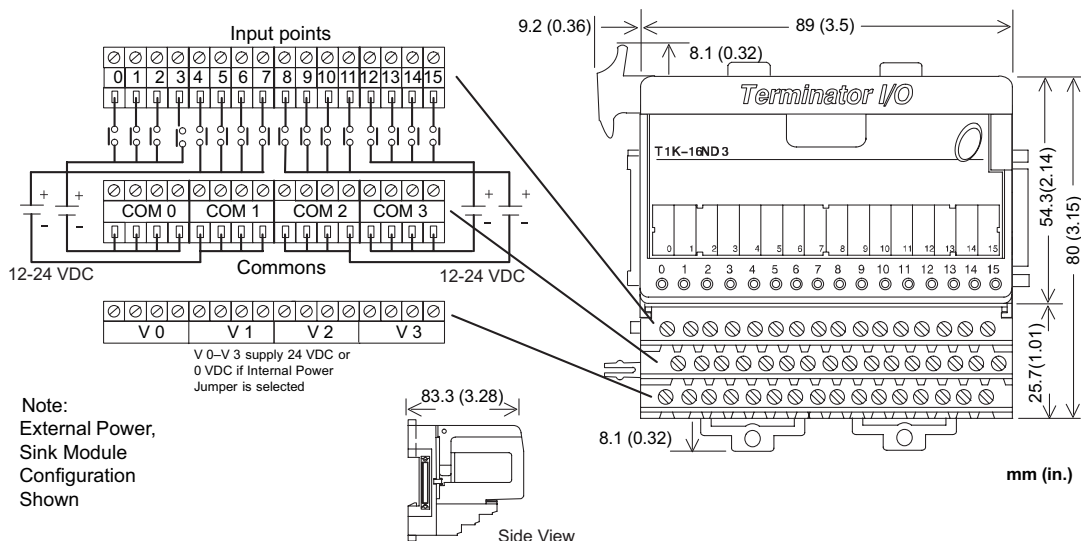 Input points
0 1 2 3 4 5 6 7 8 9 10 11 12 13 14 15
+ + + +
COM 0 COM 1 COM 2 COM 3
- - - -
12-24 VDC Commons 12-24 VDC
V 0 V 1 V 2 V 3
V 0–V 3 supply 24 VDC or
0 VDC if Internal Power
Jumper is selected
Note:
External Power,
Sink Module
Configuration
Shown
83.3 (3.28)
Side View
9.2 (0.36)
89 (3.5)
8.1 (0.32)
Terminator I/O
T1K-16ND3
0 1 2 3 4 5 6 7 8 9 10 11 12 13 14 15
0 1 2 3 4 5 6 7 8 9 10 11 12 13 14 15
54.3(2.14)
80 (3.15)
25.7(1.01)
8.1 (0.32)
mm (in.)